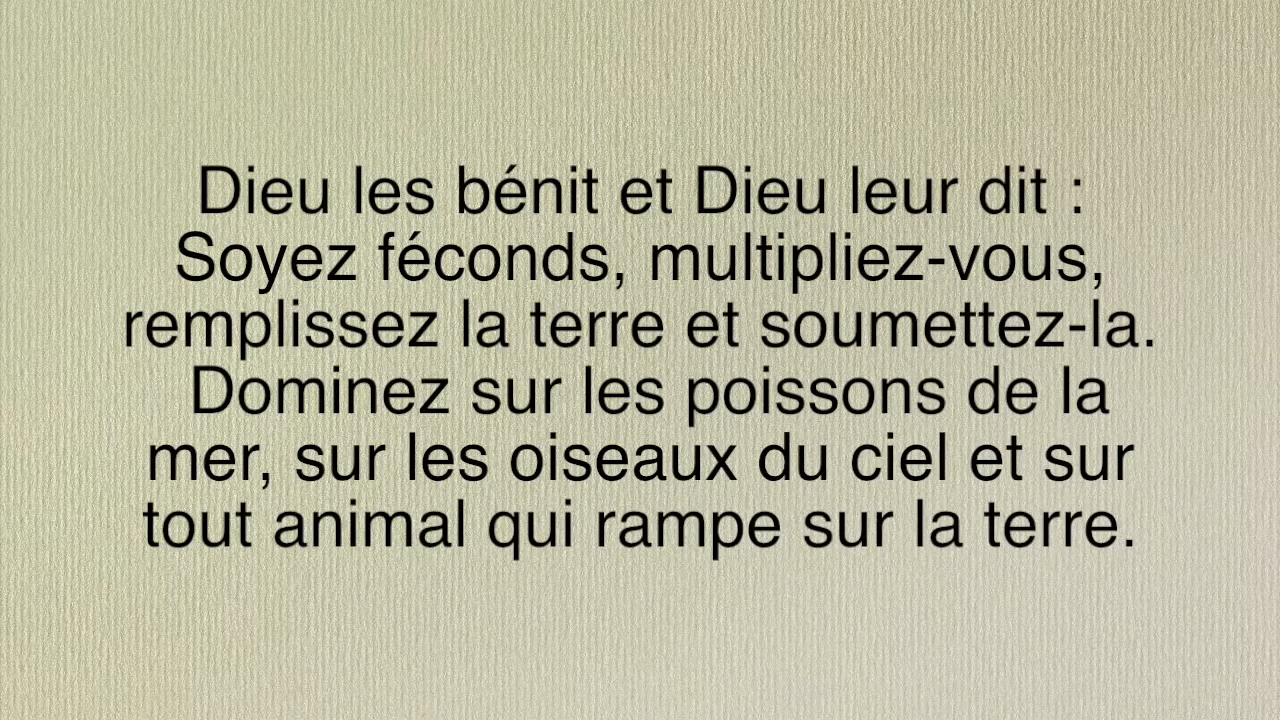 Dieu les bénit et Dieu leur dit :
Soyez féconds, multipliez-vous,
remplissez la terre et soumettez-la.
Dominez sur les poissons de la
mer, sur les oiseaux du ciel et sur
tout animal qui rampe sur la terre.